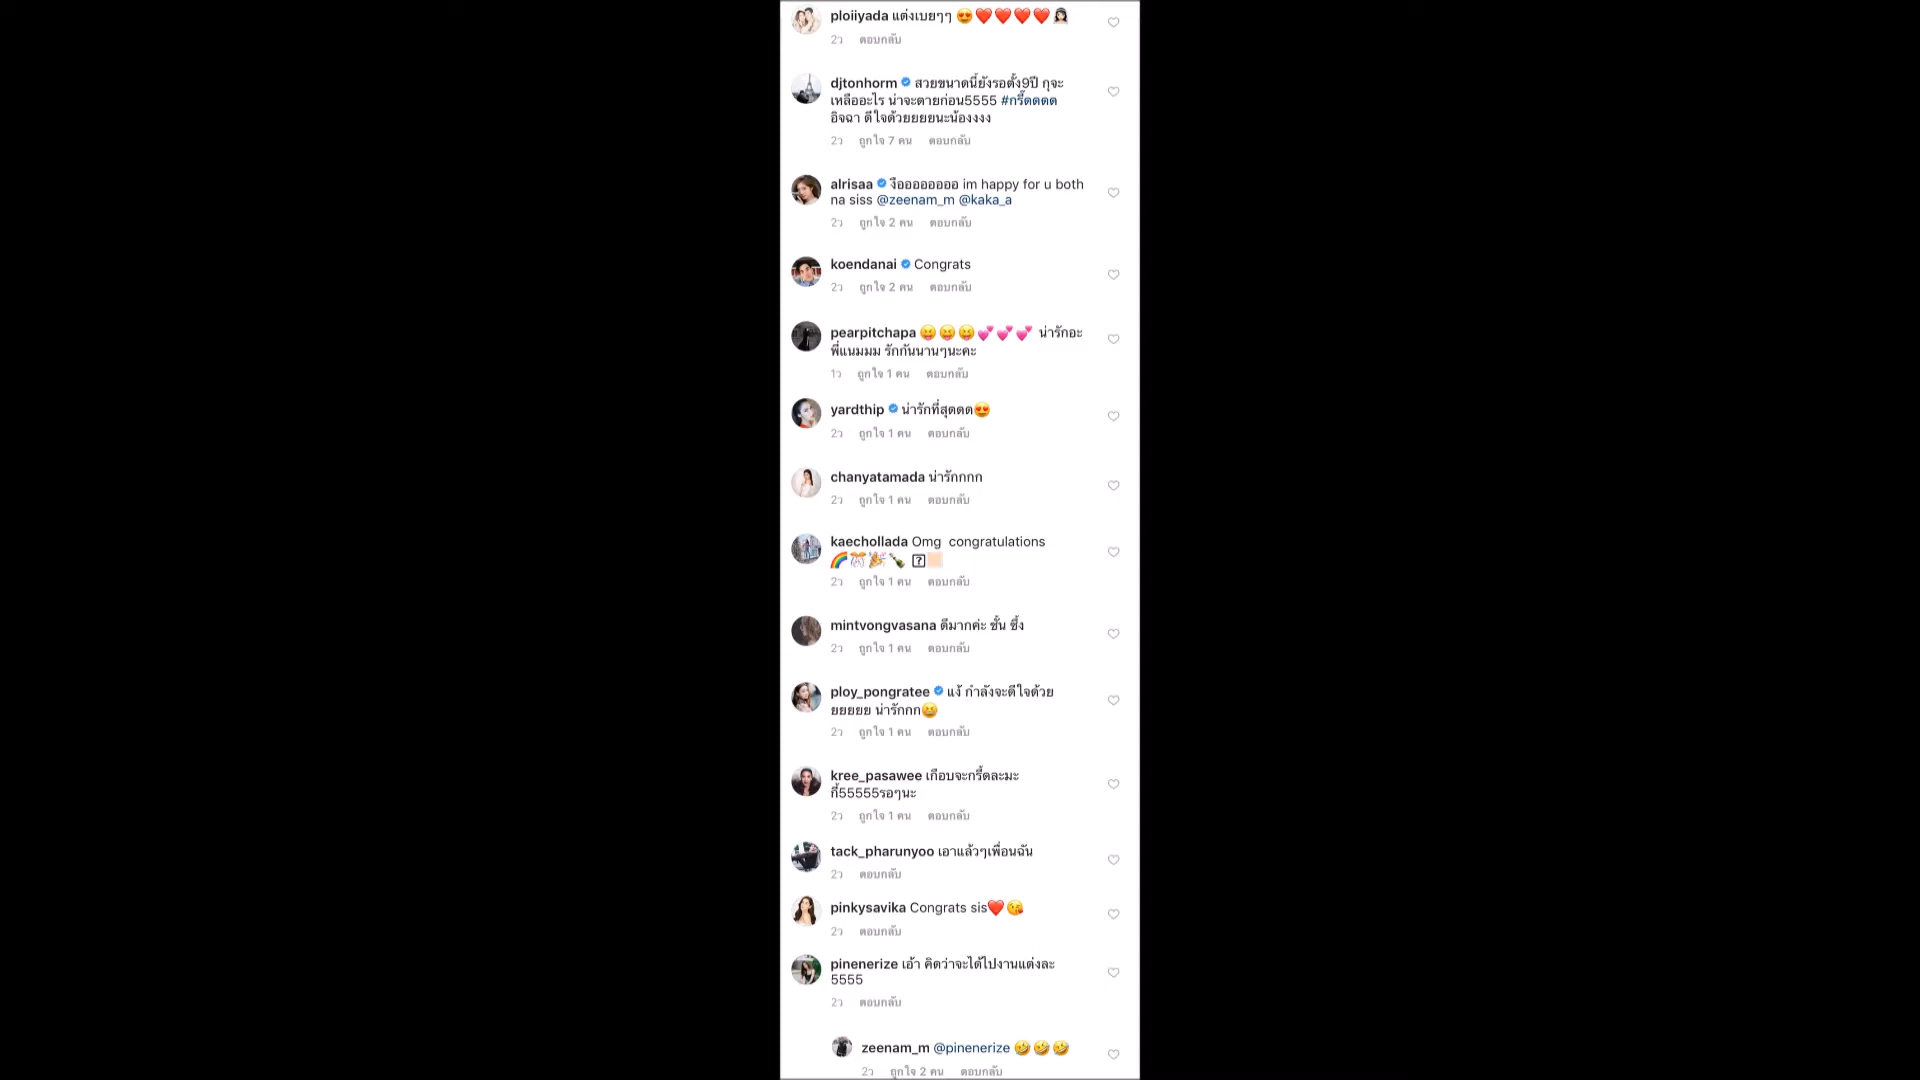 ploiiyada แต่งเบยๆๆ 😍❤️❤️❤️❤️👰🏻
2ว ตอบกลับ
djtonhorm สวยขนาดนี้ยังรอตั้ง9ปี กุจะ
เหลืออะไร น่าจะตายก่อน5555 #กรี๊ดดดด
อิจฉา ดีใจด้วยยยยนะน้องงงง
2ว ถูกใจ 7 คน ตอบกลับ
alrisaa งืออออออออ im happy for u both
na siss @zeenam_m @kaka_a
2ว ถูกใจ 2 คน ตอบกลับ
koendanai Congrats
2ว ถูกใจ 2 คน ตอบกลับ
pearpitchapa 😝😝😝💕💕💕 น่ารักอะ
พี่แนมมม รักกันนานๆนะคะ
1ว ถูกใจ 1 คน ตอบกลับ
yardthip น่ารักที่สุดดด😍
2ว ถูกใจ 1 คน ตอบกลับ
chanyatamada น่ารักกกก
2ว ถูกใจ 1 คน ตอบกลับ
kaechollada Omg congratulations
🌈🎊🎉🍾
2ว ถูกใจ 1 คน ตอบกลับ
mintvongvasana ดีมากค่ะ ชั้น ซึ้ง
2ว ถูกใจ 1 คน ตอบกลับ
ploy_pongratee แง้ กำลังจะดีใจด้วย
ยยยยย น่ารักกก😆
2ว ถูกใจ 1 คน ตอบกลับ
kree_pasawee เกือบจะกรี้ดละมะ
กี้55555รอๆนะ
2ว ถูกใจ 1 คน ตอบกลับ
tack_pharunyoo เอาแล้วๆเพื่อนฉัน
2ว ตอบกลับ
pinkysavika Congrats sis❤️😘
2ว ตอบกลับ
pinenerize เอ้า คิดว่าจะได้ไปงานแต่งละ
5555
2ว ตอบกลับ
zeenam_m @pinenerize 🤣🤣🤣
2ว ถูกใจ 2 คน ตอบกลับ